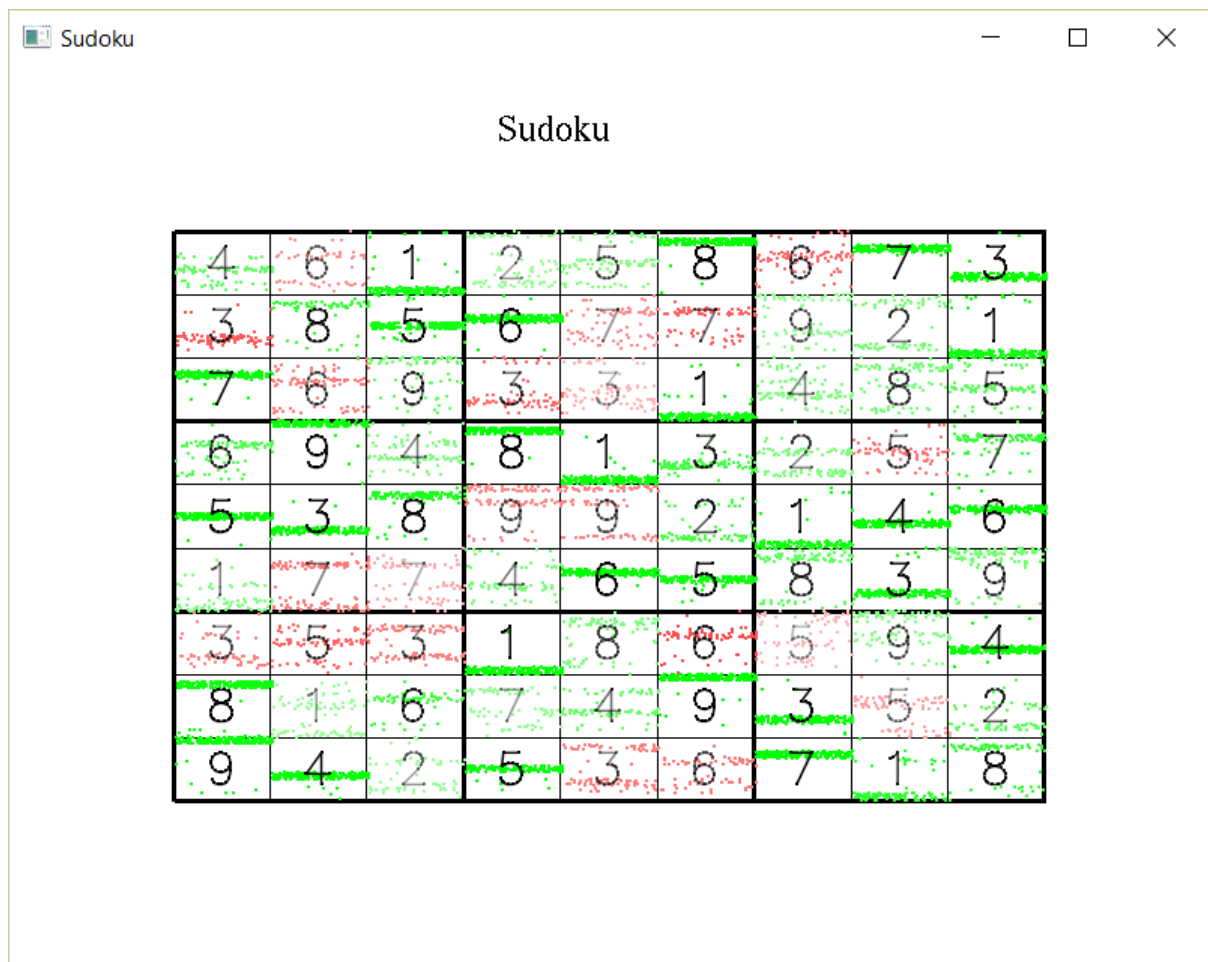 Sudoku
Sudoku
4 6 1 2 5 8 6 7 3
3 8 5 6 7 7 9 2 1
7 6 9 3 3 1 4 8 5
6 9 4 8 1 3 2 5 7
5 3 8 9 9 2 1 4 6
1 7 7 4 6 5 8 3 9
3 5 3 1 8 6 5 9 4
8 1 6 7 4 9 3 5 2
9 4 2 5 3 6 7 1 8